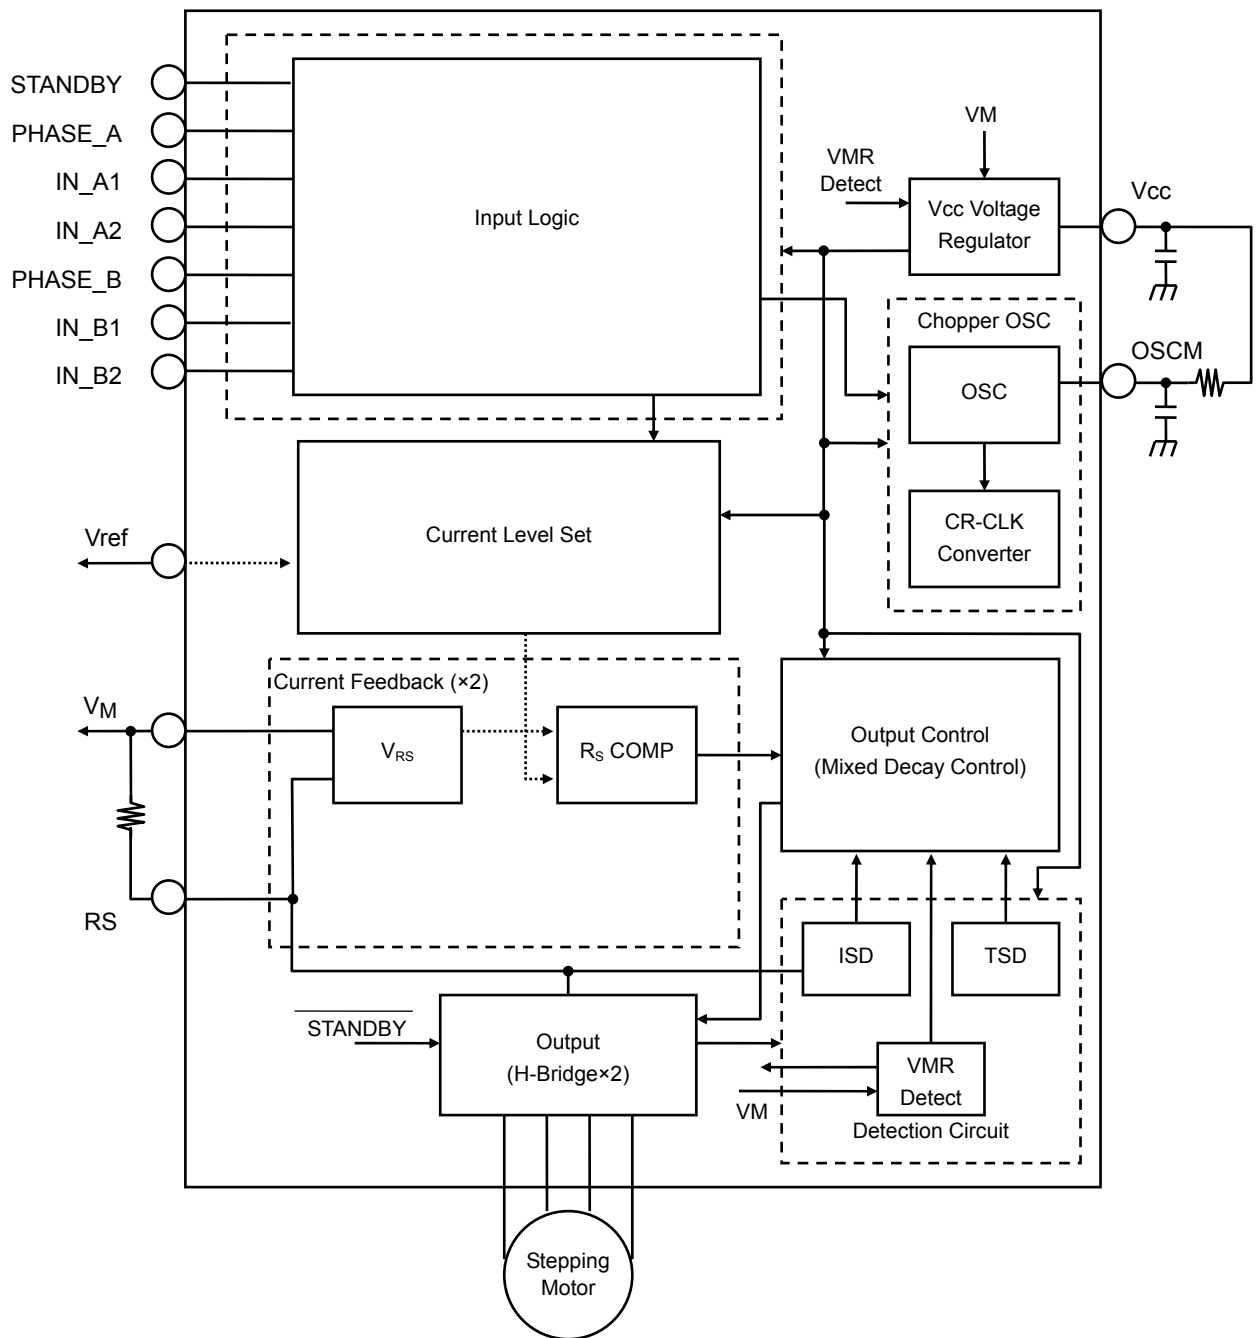 STANDBY
PHASE_A
IN_A1
IN_A2
PHASE_B
IN_B1
IN_B2
Input Logic
VM
VMR
Detect
Vcc Voltage
Regulator
Vcc
Chopper OSC
OSC
OSCM
CR-CLK
Converter
Vref
Current Level Set
VM
Current Feedback (×2)
VRS
RS COMP
Output Control
(Mixed Decay Control)
RS
ISD
TSD
STANDBY
Output
(H-Bridge×2)
VM
VMR
Detect
Detection Circuit
Stepping
Motor